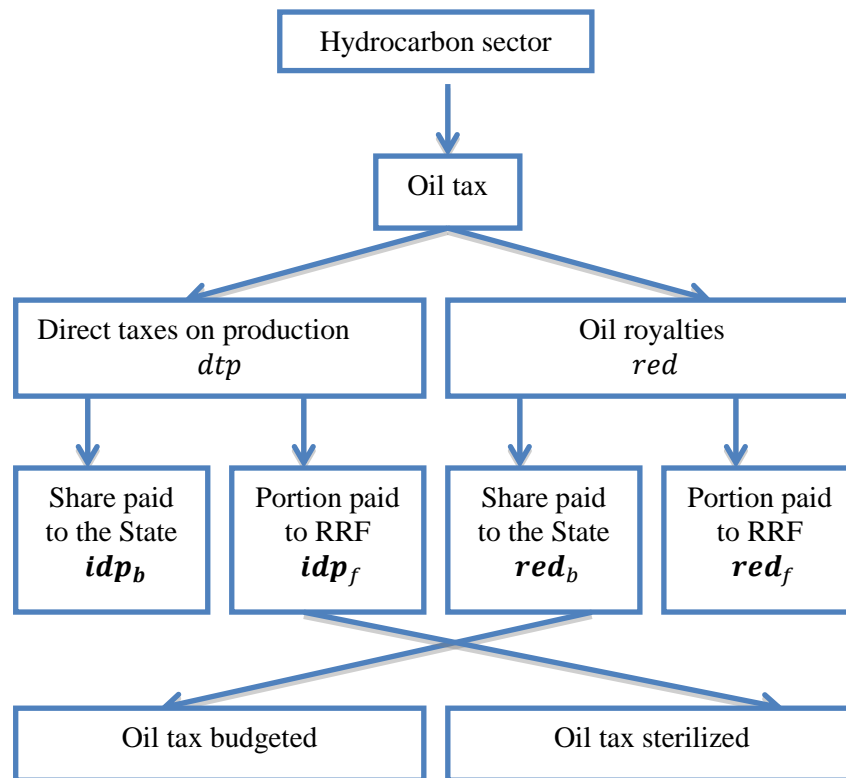 Hydrocarbon sector
Oil tax
Direct taxes on production
dtp
Oil royalties
red
Share paid
to the State
idp_b
Portion paid
to RRF
idp_f
Share paid
to the State
red_b
Portion paid
to RRF
red_f
Oil tax budgeted
Oil tax sterilized